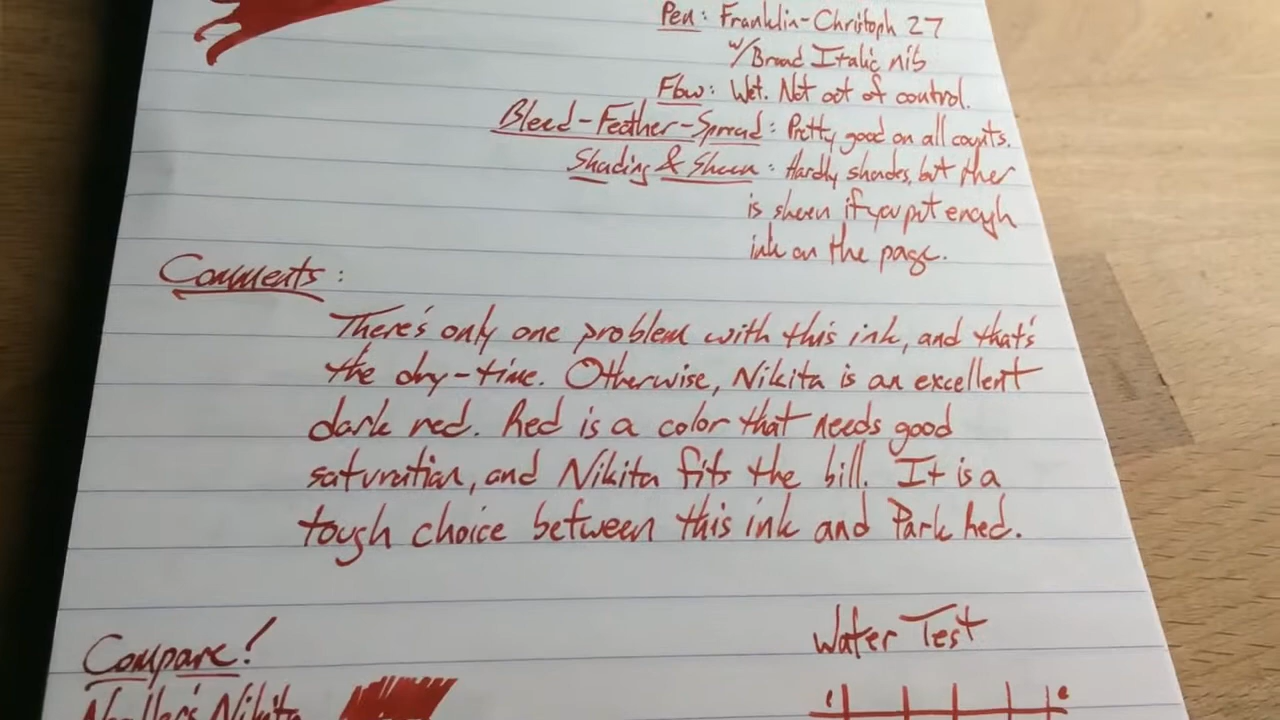 Pen: Franklin-Christoph 27
w/Broad Italic nib
Flow: Wet. Not out of control.
Bleed-Feather-Spread: Pretty good on all counts.
Shading & Sheen: Hardly shades, but ther
is sheen if you put enough
ink on the page.
Comments:
There's only one problem with this ink, and that's
the dry-time. Otherwise, Nikita is an excellent
dark red. Red is a color that needs good
saturation, and Nikita fits the bill. It is a
tough choice between this ink and Park Red.
Water Test
Compare!
Noodler's Nikita